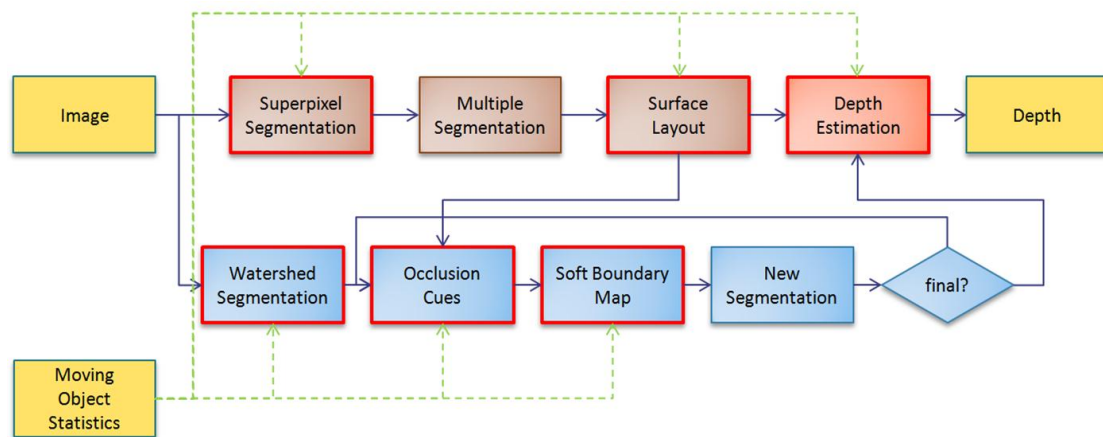 Image
Superpixel
Segmentation
Multiple
Segmentation
Surface
Layout
Depth
Estimation
Depth
Watershed
Segmentation
Occlusion
Cues
Soft Boundary
Map
New
Segmentation
final?
Moving
Object
Statistics